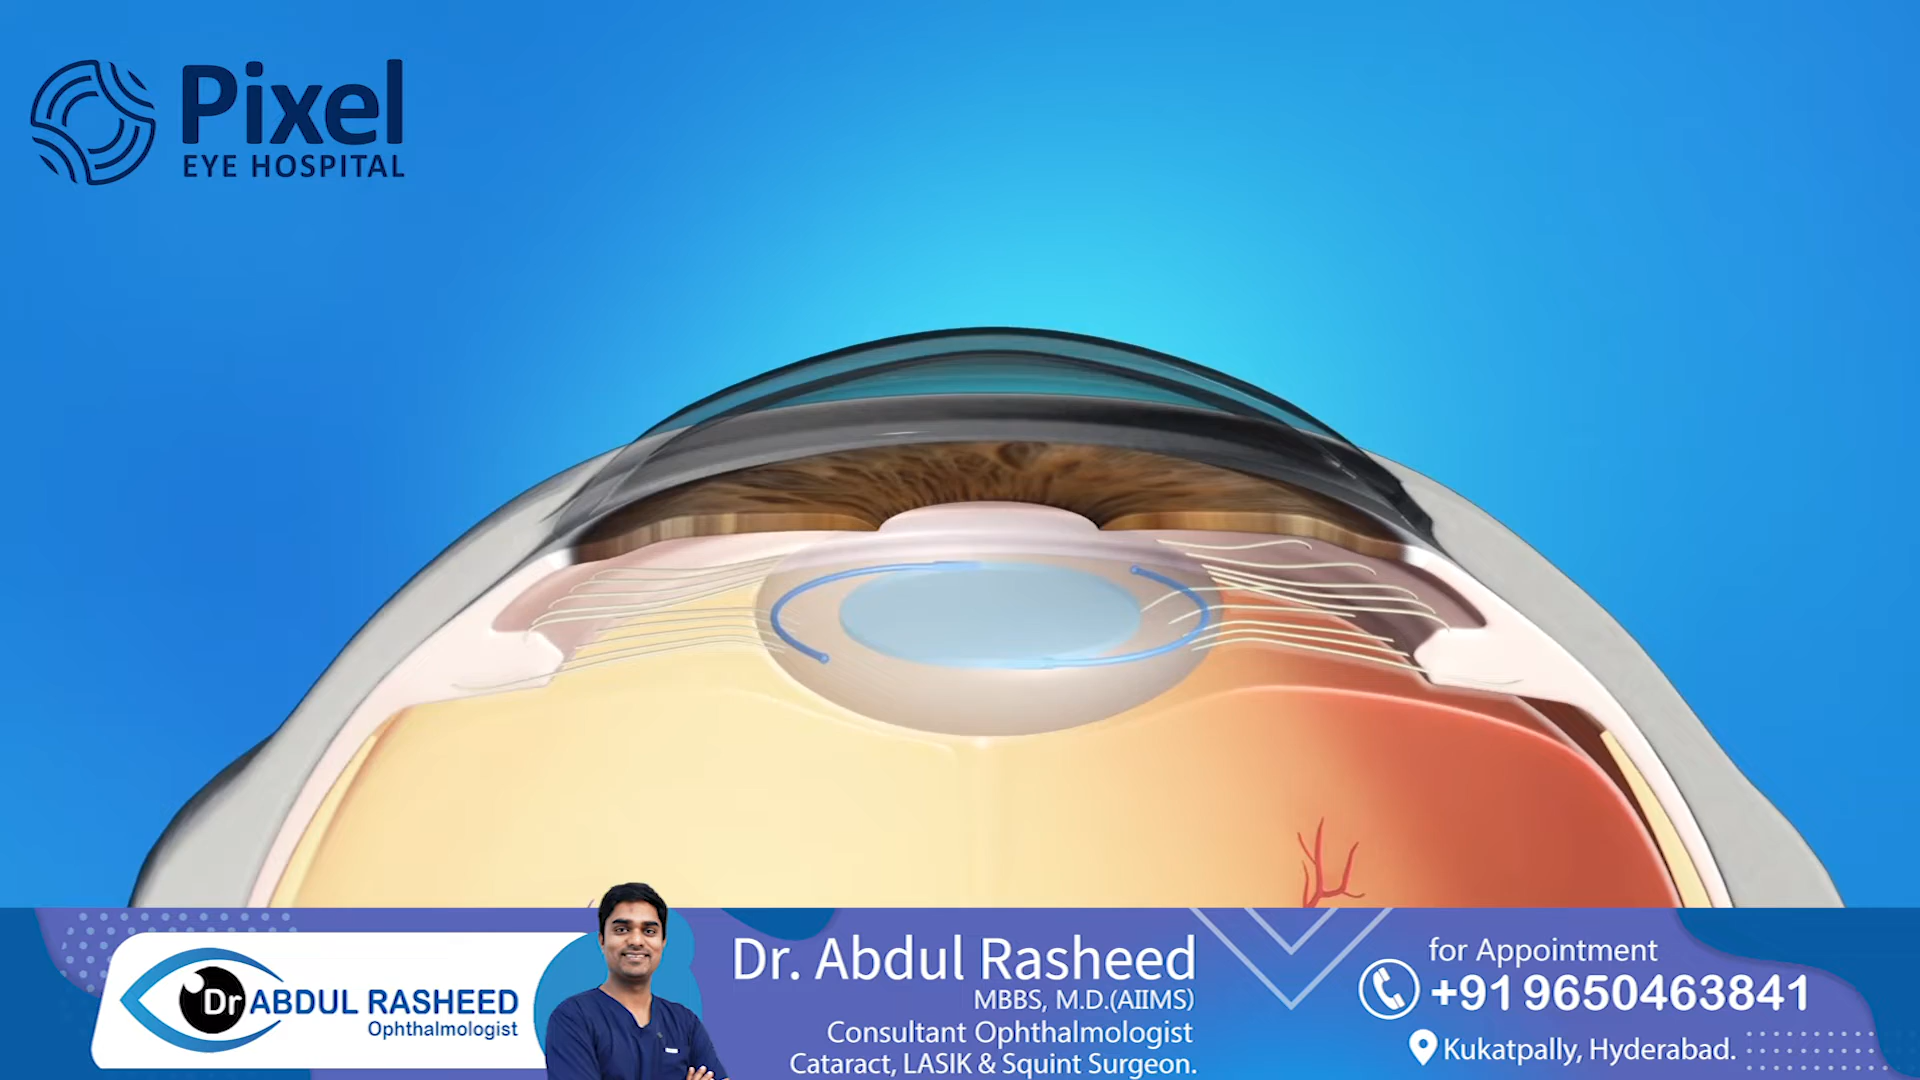 Pixel
EYE HOSPITAL
Dr ABDUL RASHEED
Ophthalmologist
Dr. Abdul Rasheed
MBBS, M.D.(AIIMS)
Consultant Ophthalmologist
Cataract, LASIK & Squint Surgeon.
for Appointment
+91 9650463841
Kukatpally, Hyderabad.